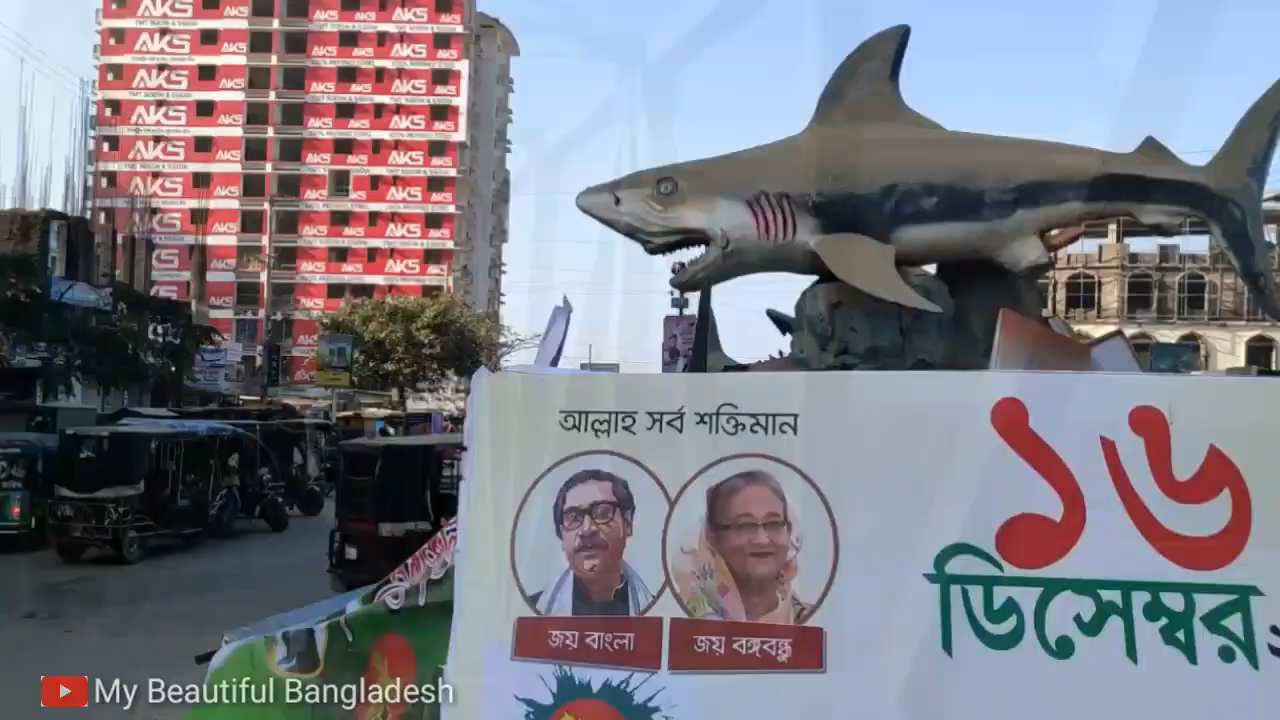 AKS
আল্লাহ সর্ব শক্তিমান
জয় বাংলা
জয় বঙ্গবন্ধু
১৬
ডিসেম্বর
My Beautiful Bangladesh